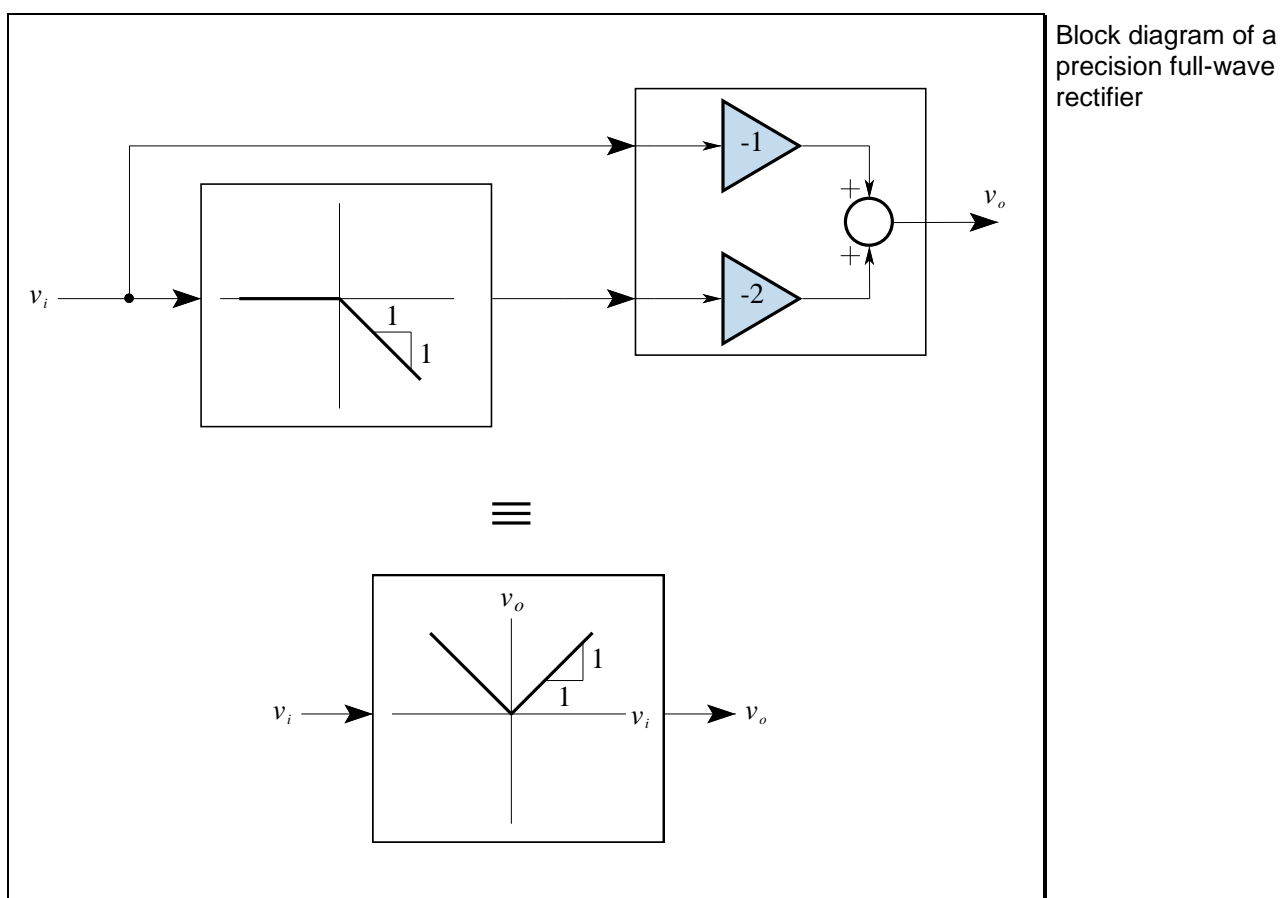 Block diagram of a
precision full-wave
rectifier
-1
+
v_o
v_i
1
1
-2
+
≡
v_o
1
1
v_i
v_i
v_o